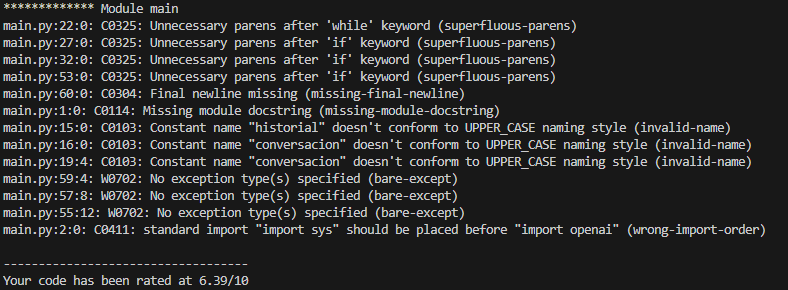 ************* Module main
main.py:22:0: C0325: Unnecessary parens after 'while' keyword (superfluous-parens)
main.py:27:0: C0325: Unnecessary parens after 'if' keyword (superfluous-parens)
main.py:32:0: C0325: Unnecessary parens after 'if' keyword (superfluous-parens)
main.py:53:0: C0325: Unnecessary parens after 'if' keyword (superfluous-parens)
main.py:60:0: C0304: Final newline missing (missing-final-newline)
main.py:1:0: C0114: Missing module docstring (missing-module-docstring)
main.py:15:0: C0103: Constant name "historial" doesn't conform to UPPER_CASE naming style (invalid-name)
main.py:16:0: C0103: Constant name "conversacion" doesn't conform to UPPER_CASE naming style (invalid-name)
main.py:19:4: C0103: Constant name "conversacion" doesn't conform to UPPER_CASE naming style (invalid-name)
main.py:59:4: W0702: No exception type(s) specified (bare-except)
main.py:57:8: W0702: No exception type(s) specified (bare-except)
main.py:55:12: W0702: No exception type(s) specified (bare-except)
main.py:2:0: C0411: standard import "import sys" should be placed before "import openai" (wrong-import-order)
-----------------------------------
Your code has been rated at 6.39/10